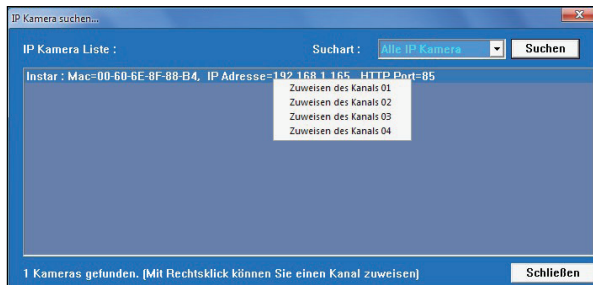 IP Kamera suchen...
IP Kamera Liste : Suchart : Alle IP Kamera Suchen
Instar : Mac=00-60-6E-8F-88-B4, IP Adresse=192.168.1.165, HTTP Port=85
Zuweisen des Kanals 01
Zuweisen des Kanals 02
Zuweisen des Kanals 03
Zuweisen des Kanals 04
1 Kameras gefunden. (Mit Rechtsklick können Sie einen Kanal zuweisen) Schließen